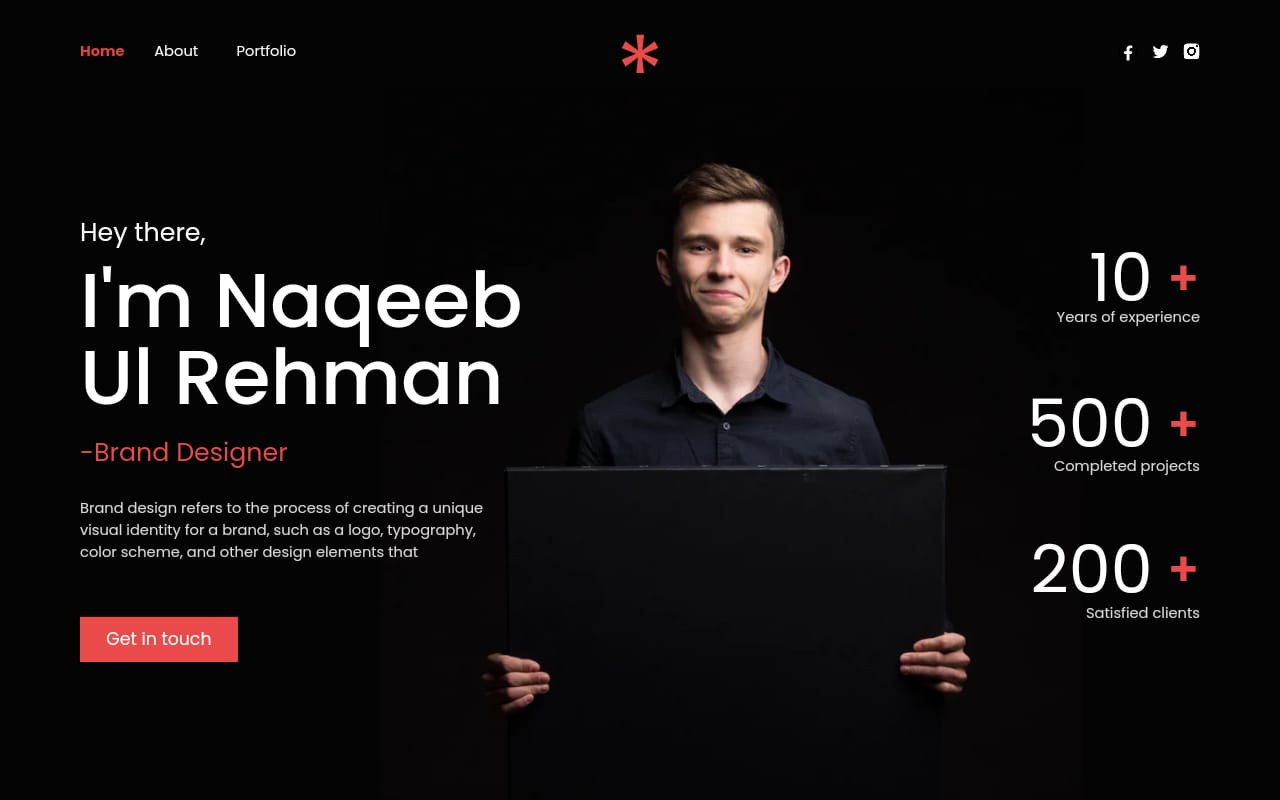 Home About Portfolio
Hey there,
I'm Naqeeb
Ul Rehman
-Brand Designer
Brand design refers to the process of creating a unique
visual identity for a brand, such as a logo, typography,
color scheme, and other design elements that
Get in touch
10 +
Years of experience
500 +
Completed projects
200 +
Satisfied clients